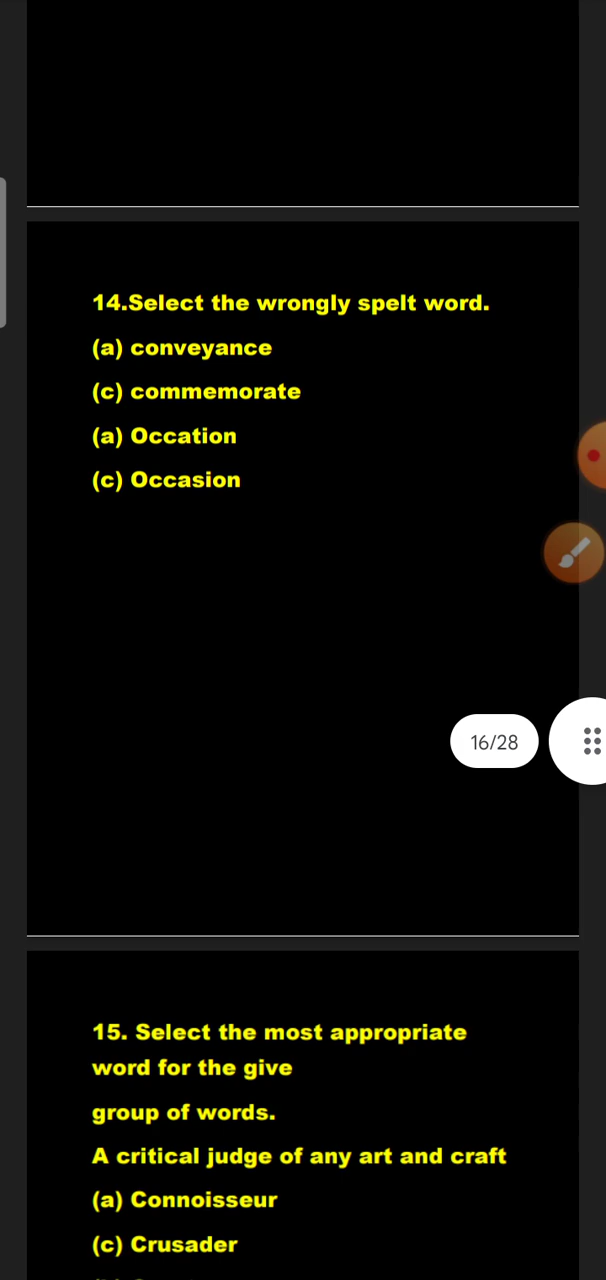 14.Select the wrongly spelt word.
(a) conveyance
(c) commemorate
(a) Occation
(c) Occasion
16/28
15. Select the most appropriate
word for the give
group of words.
A critical judge of any art and craft
(a) Connoisseur
(c) Crusader